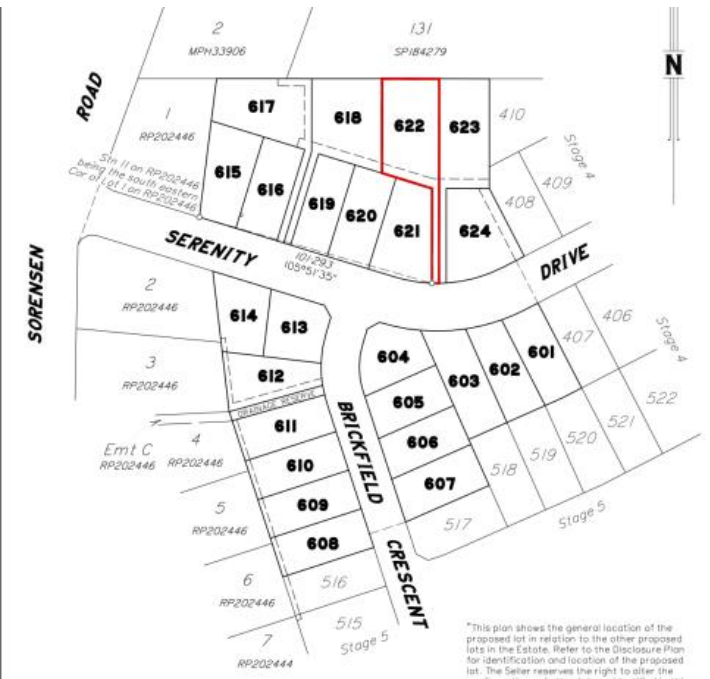 2
MPH33906
131
SP184279
N
ROAD
1
RP202446
617
618
622
623
410
Stage 4
Stn 11 on RP202446
being the south eastern
Cor of Lot 1 on RP202446
615
616
619
620
621
624
408
409
SERENITY
101·293
105°51'35"
DRIVE
SORENSEN
2
RP202446
614
613
604
603
602
601
407
406
Stage 4
3
RP202446
612
605
DRAINAGE RESERVE
611
BRICKFIELD
606
522
521
520
519
518
Emt C
RP202446
4
RP202446
610
607
609
517
Stage 5
5
RP202446
608
CRESCENT
6
RP202446
516
515
Stage 5
7
RP202444
"This plan shows the general location of the
proposed lot in relation to the other proposed
lots in the Estate. Refer to the Disclosure Plan
for identification and location of the proposed
lot. The Seller reserves the right to alter the